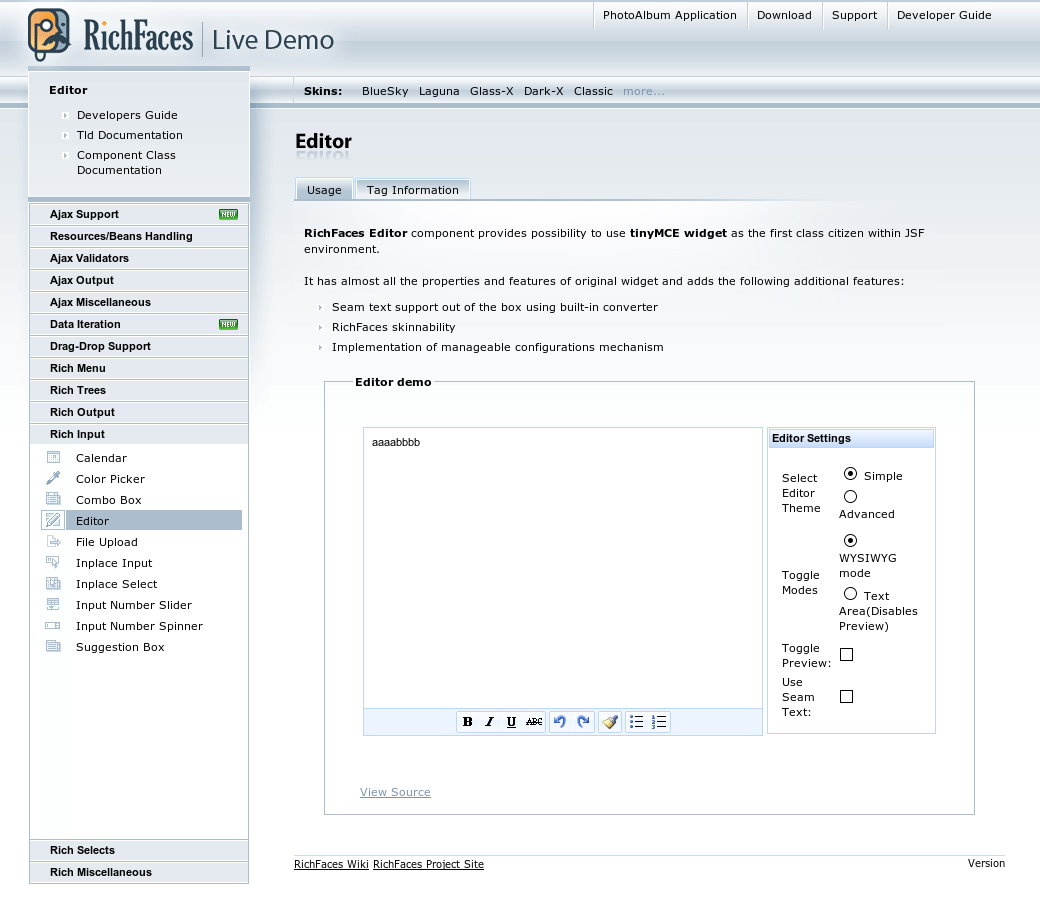 PhotoAlbum Application Download Support Developer Guide
RichFaces Live Demo
Skins: BlueSky Laguna Glass-X Dark-X Classic more...
Editor
Developers Guide
Tld Documentation
Component Class
Documentation
Ajax Support NEW
Resources/Beans Handling
Ajax Validators
Ajax Output
Ajax Miscellaneous
Data Iteration NEW
Drag-Drop Support
Rich Menu
Rich Trees
Rich Output
Rich Input
Calendar
Color Picker
Combo Box
Editor
File Upload
Inplace Input
Inplace Select
Input Number Slider
Input Number Spinner
Suggestion Box
Rich Selects
Rich Miscellaneous
Editor
Usage Tag Information
RichFaces Editor component provides possibility to use tinyMCE widget as the first class citizen within JSF
environment.
It has almost all the properties and features of original widget and adds the following additional features:
Seam text support out of the box using built-in converter
RichFaces skinnability
Implementation of manageable configurations mechanism
Editor demo
aaaabbbb
B I U ABC
Editor Settings
Select
Editor
Theme
Simple
Advanced
Toggle
Modes
WYSIWYG
mode
Text
Area(Disables
Preview)
Toggle
Preview:
Use
Seam
Text:
View Source
RichFaces Wiki RichFaces Project Site
Version